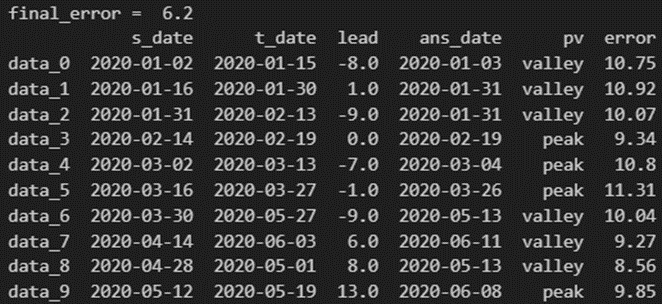 final_error =  6.2
s_date t_date lead ans_date pv error
data_0 2020-01-02 2020-01-15 -8.0 2020-01-03 valley 10.75
data_1 2020-01-16 2020-01-30 1.0 2020-01-31 valley 10.92
data_2 2020-01-31 2020-02-13 -9.0 2020-01-31 valley 10.07
data_3 2020-02-14 2020-02-19 0.0 2020-02-19 peak 9.34
data_4 2020-03-02 2020-03-13 -7.0 2020-03-04 peak 10.8
data_5 2020-03-16 2020-03-27 -1.0 2020-03-26 peak 11.31
data_6 2020-03-30 2020-05-27 -9.0 2020-05-13 valley 10.04
data_7 2020-04-14 2020-06-03 6.0 2020-06-11 valley 9.27
data_8 2020-04-28 2020-05-01 8.0 2020-05-13 valley 8.56
data_9 2020-05-12 2020-05-19 13.0 2020-06-08 peak 9.85